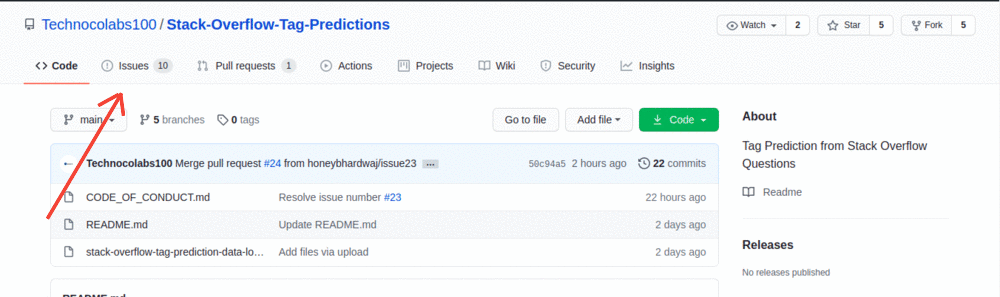 Technocolabs100 / Stack-Overflow-Tag-Predictions
Watch 2 Star 5 Fork 5
Code Issues 10 Pull requests 1 Actions Projects Wiki Security Insights
main 5 branches 0 tags Go to file Add file Code
About
Technocolabs100 Merge pull request #24 from honeybhardwaj/issue23 ... 50c94a5 2 hours ago 22 commits
Tag Prediction from Stack Overflow
Questions
CODE_OF_CONDUCT.md Resolve issue number #23 22 hours ago
Readme
README.md Update README.md 2 days ago
stack-overflow-tag-prediction-data-lo... Add files via upload 2 days ago
Releases
No releases published
README.md